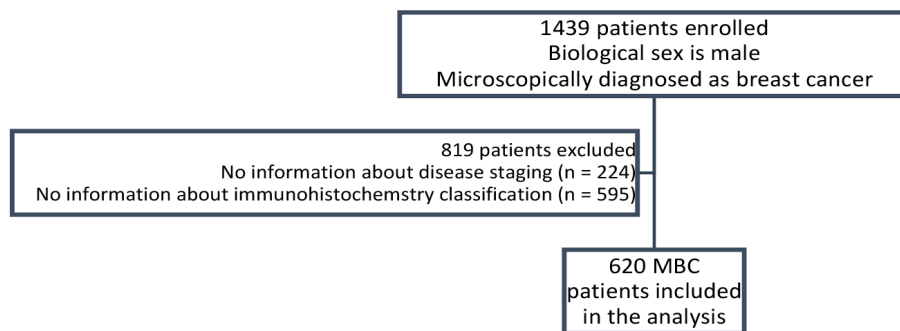 1439 patients enrolled
Biological sex is male
Microscopically diagnosed as breast cancer
819 patients excluded
No information about disease staging (n = 224)
No information about immunohistochemstry classification (n = 595)
620 MBC
patients included
in the analysis